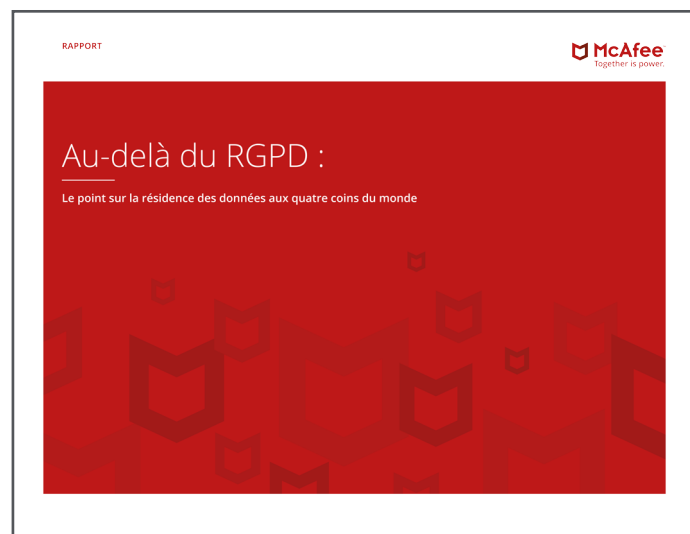 RAPPORT
McAfee
Together is power.
Au-delà du RGPD :
Le point sur la résidence des données aux quatre coins du monde